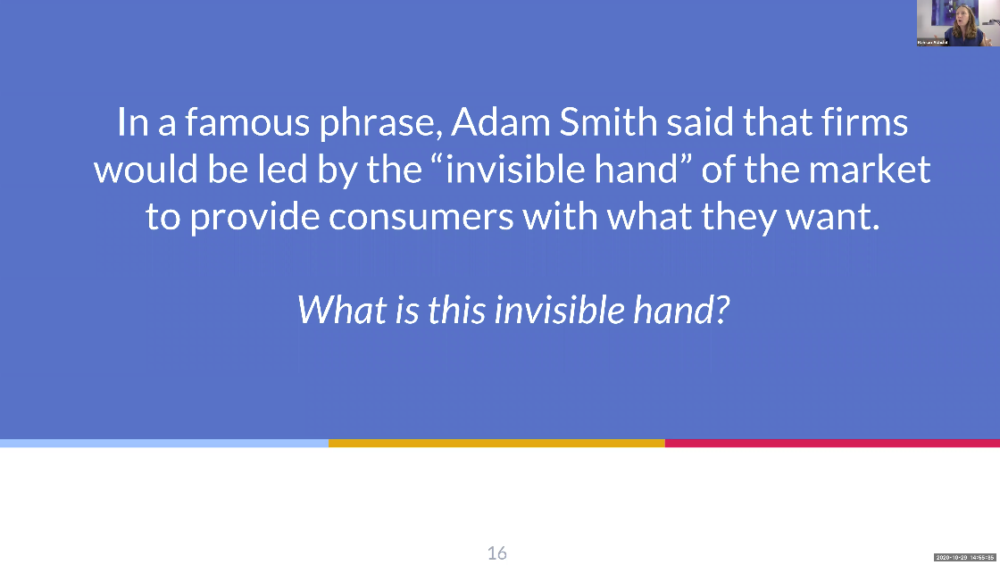 In a famous phrase, Adam Smith said that firms
would be led by the “invisible hand” of the market
to provide consumers with what they want.
What is this invisible hand?
16
2020-10-29 14:55:35